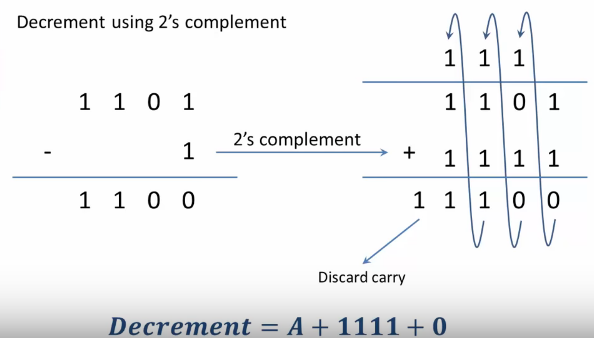 Decrement using 2's complement
1 1 1
1 1 0 1
1 1 0 1
- 1
2's complement
+ 1 1 1 1
1 1 0 0
1 1 1 0 0
Discard carry
Decrement = A + 1111 + 0